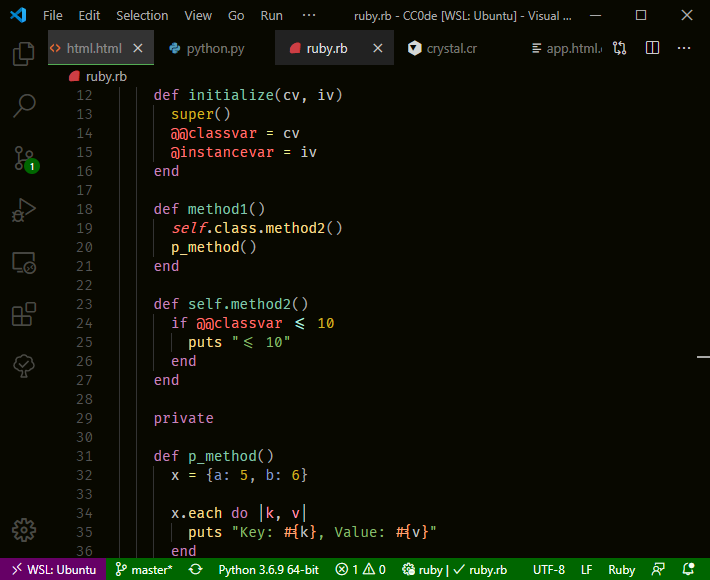 File Edit Selection View Go Run ··· ruby.rb - CC0de [WSL: Ubuntu] - Visual ...
<> html.html × python.py ruby.rb × crystal.cr app.html. ···
ruby.rb
12 def initialize(cv, iv)
13 super()
14 @@classvar = cv
15 @instancevar = iv
16 end
17
18 def method1()
19 self.class.method2()
20 p_method()
21 end
22
23 def self.method2()
24 if @@classvar <= 10
25 puts "<= 10"
26 end
27 end
28
29 private
30
31 def p_method()
32 x = {a: 5, b: 6}
33
34 x.each do |k, v|
35 puts "Key: #{k}, Value: #{v}"
36 end
1
WSL: Ubuntu master* Python 3.6.9 64-bit 1 0 ruby | ✓ ruby.rb UTF-8 LF Ruby